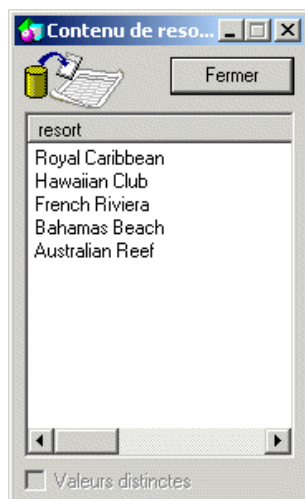 Contenu de reso...
Fermer
resort
Royal Caribbean
Hawaiian Club
French Riviera
Bahamas Beach
Australian Reef
Valeurs distinctes